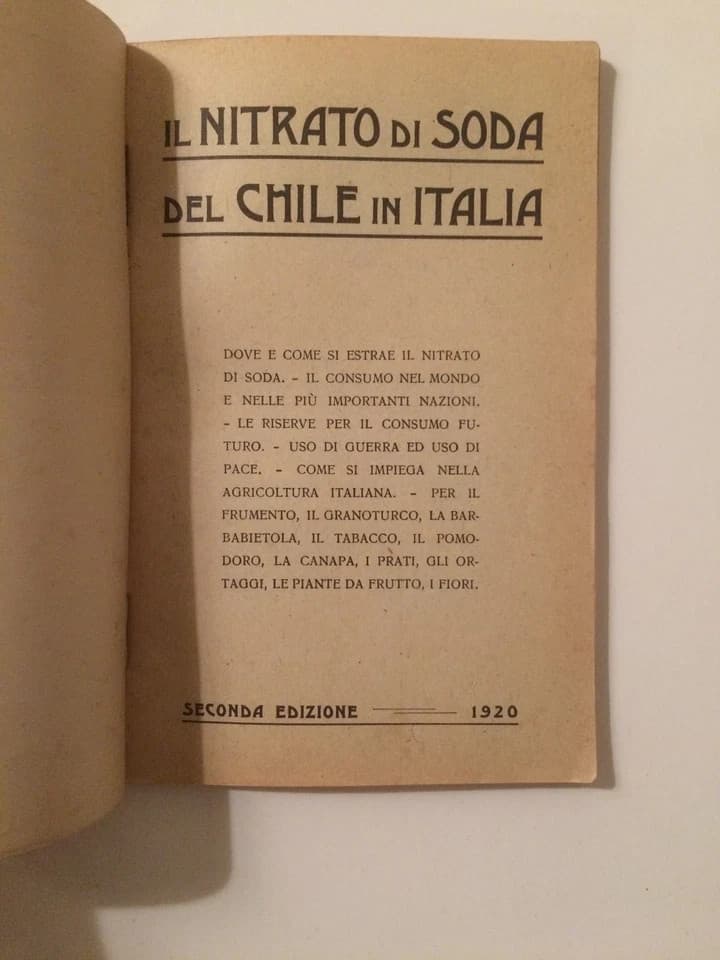 IL NITRATO DI SODA
DEL CHILE IN ITALIA
DOVE E COME SI ESTRAE IL NITRATO
DI SODA. – IL CONSUMO NEL MONDO
E NELLE PIÙ IMPORTANTI NAZIONI.
– LE RISERVE PER IL CONSUMO FU-
TURO. – USO DI GUERRA ED USO DI
PACE. – COME SI IMPIEGA NELLA
AGRICOLTURA ITALIANA. – PER IL
FRUMENTO, IL GRANOTURCO, LA BAR-
BABIETOLA, IL TABACCO, IL POMO-
DORO, LA CANAPA, I PRATI, GLI OR-
TAGGI, LE PIANTE DA FRUTTO, I FIORI.
SECONDA EDIZIONE 1920